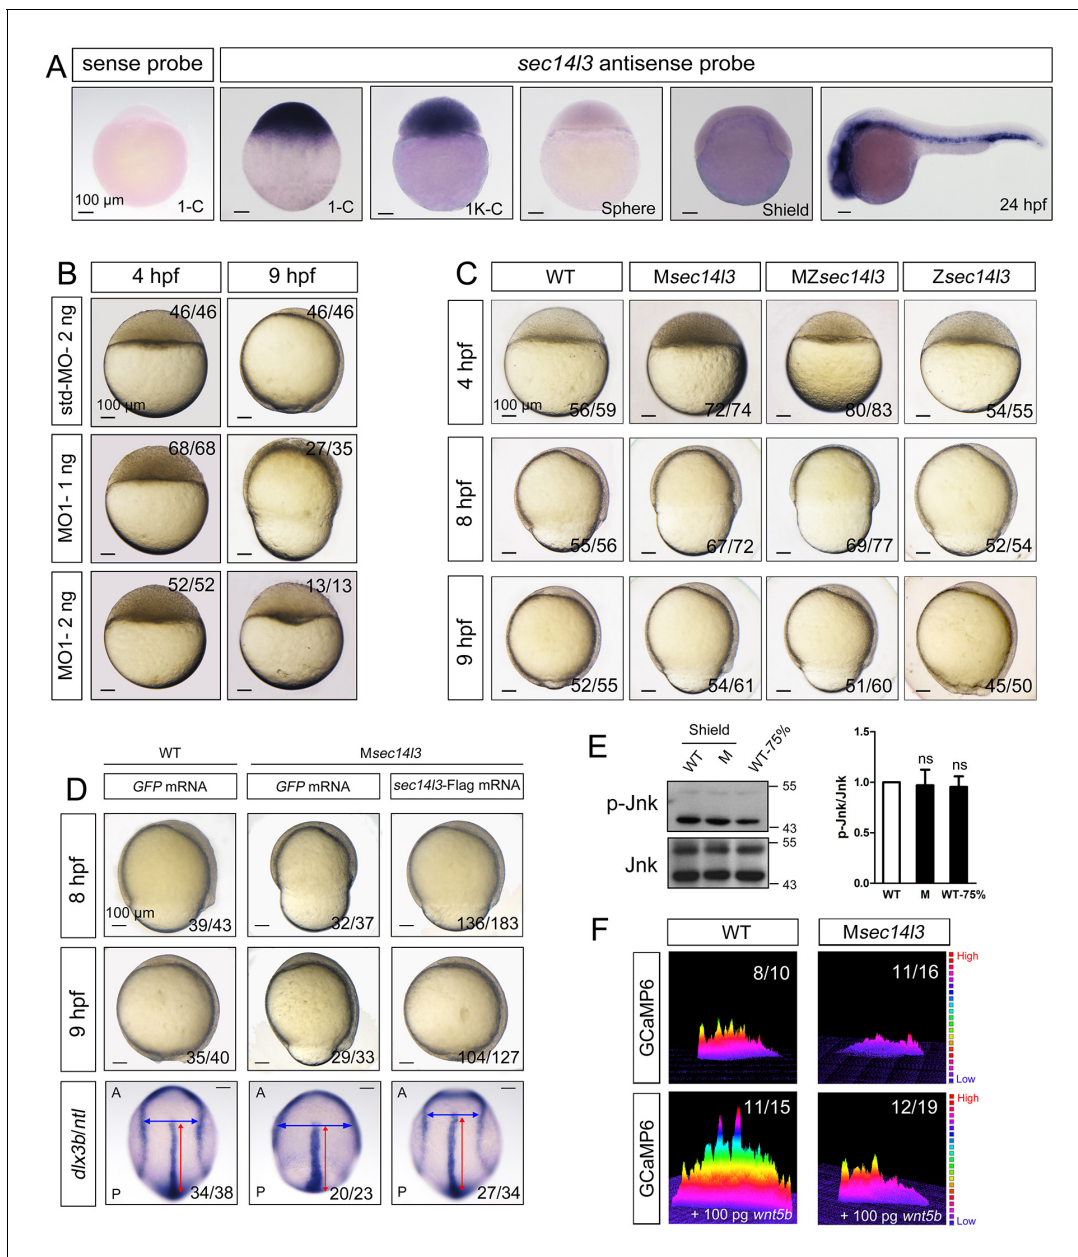 A
sense probe
sec14l3 antisense probe
100 μm
1-C
1-C
1K-C
Sphere
Shield
24 hpf
B
4 hpf
9 hpf
std-MO- 2 ng
46/46
46/46
100 μm
MO1- 1 ng
68/68
27/35
MO1- 2 ng
52/52
13/13
C
WT
Msec14l3
MZsec14l3
Zsec14l3
4 hpf
100 μm
56/59
72/74
80/83
54/55
8 hpf
55/56
67/72
69/77
52/54
9 hpf
52/55
54/61
51/60
45/50
D
WT
Msec14l3
GFP mRNA
GFP mRNA
sec14l3-Flag mRNA
8 hpf
100 μm
39/43
32/37
136/183
9 hpf
35/40
29/33
104/127
dlx3b/ntl
A
P
34/38
A
P
20/23
A
P
27/34
E
Shield
WT
M
WT-75%
p-Jnk
55
43
Jnk
55
43
p-Jnk/Jnk
1.5
1.0
0.5
0.0
ns
ns
WT
M
WT-75%
F
WT
Msec14l3
GCaMP6
8/10
11/16
High
Low
GCaMP6
11/15
+ 100 pg wnt5b
12/19
+ 100 pg wnt5b
High
Low